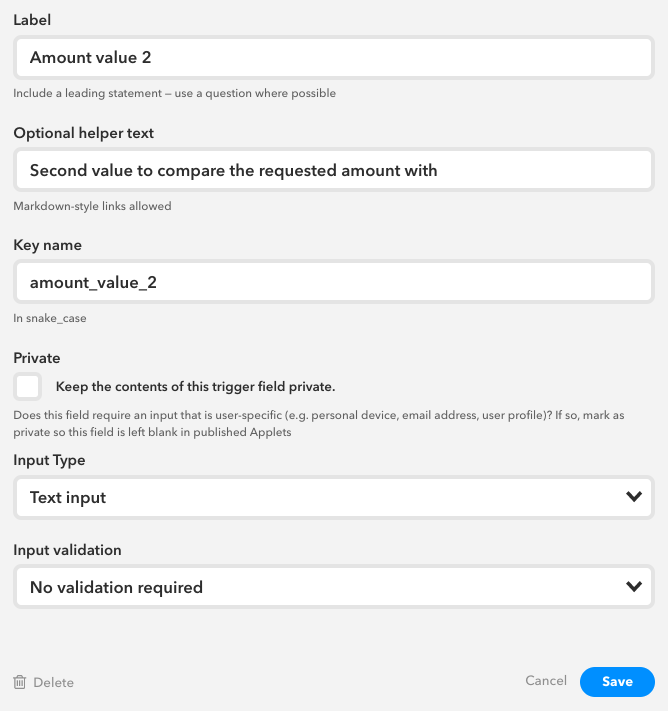 Label
Amount value 2
Include a leading statement – use a question where possible
Optional helper text
Second value to compare the requested amount with
Markdown-style links allowed
Key name
amount_value_2
In snake_case
Private
Keep the contents of this trigger field private.
Does this field require an input that is user-specific (e.g. personal device, email address, user profile)? If so, mark as
private so this field is left blank in published Applets
Input Type
Text input
Input validation
No validation required
Delete
Cancel
Save